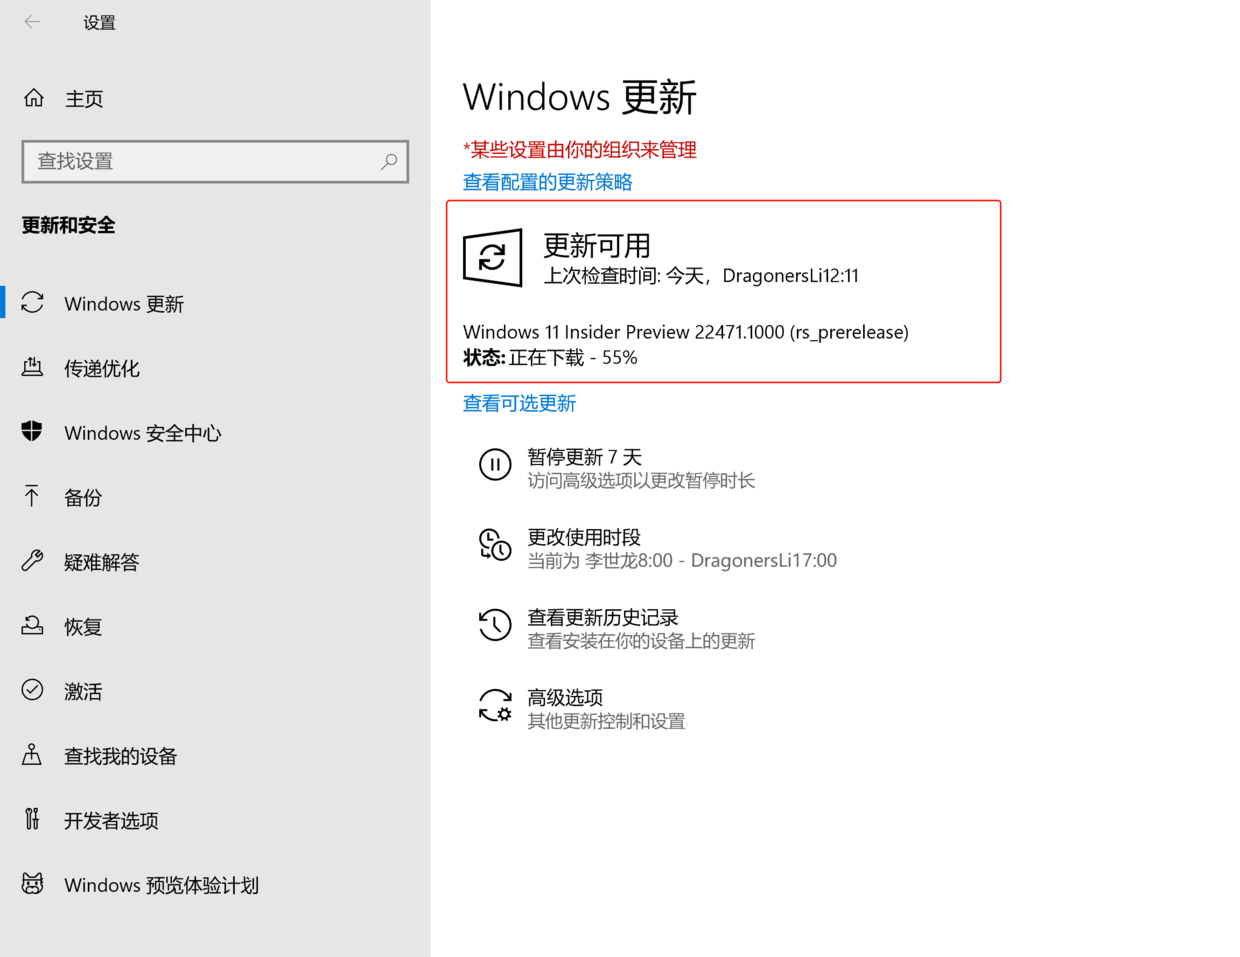 设置
主页
查找设置
更新和安全
Windows 更新
传递优化
Windows 安全中心
备份
疑难解答
恢复
激活
查找我的设备
开发者选项
Windows 预览体验计划
Windows 更新
*某些设置由你的组织来管理
查看配置的更新策略
更新可用
上次检查时间: 今天，DragonersLi12:11
Windows 11 Insider Preview 22471.1000 (rs_prerelease)
状态: 正在下载 - 55%
查看可选更新
暂停更新 7 天
访问高级选项以更改暂停时长
更改使用时段
当前为 李世龙8:00 - DragonersLi17:00
查看更新历史记录
查看安装在你的设备上的更新
高级选项
其他更新控制和设置